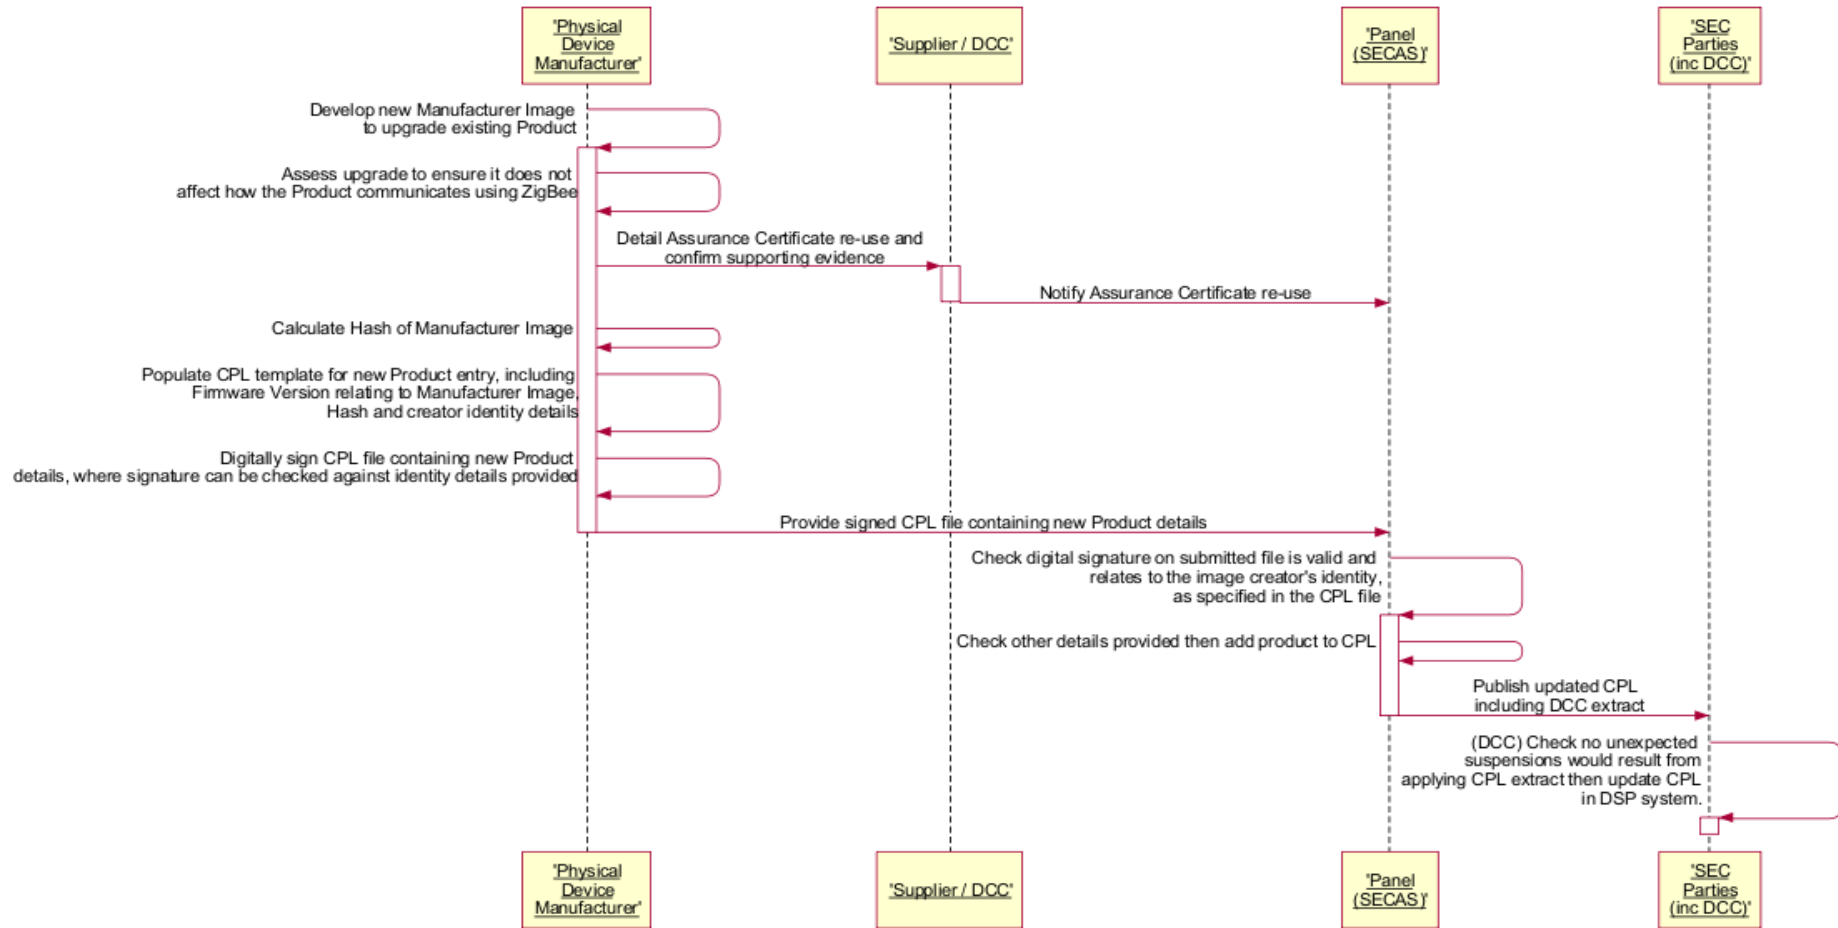 "Physical
Device
Manufacturer"
"Supplier / DCC"
"Panel
(SECAS)"
"SEC
Parties
(inc DCC)"
Develop new Manufacturer Image
to upgrade existing Product
Assess upgrade to ensure it does not
affect how the Product communicates using ZigBee
Detail Assurance Certificate re-use and
confirm supporting evidence
Notify Assurance Certificate re-use
Calculate Hash of Manufacturer Image
Populate CPL template for new Product entry, including
Firmware Version relating to Manufacturer Image,
Hash and creator identity details
Digitally sign CPL file containing new Product
details, where signature can be checked against identity details provided
Provide signed CPL file containing new Product details
Check digital signature on submitted file is valid and
relates to the image creator's identity,
as specified in the CPL file
Check other details provided then add product to CPL
Publish updated CPL
including DCC extract
(DCC) Check no unexpected
suspensions would result from
applying CPL extract then update CPL
in DSP system.
"Physical
Device
Manufacturer"
"Supplier / DCC"
"Panel
(SECAS)"
"SEC
Parties
(inc DCC)"